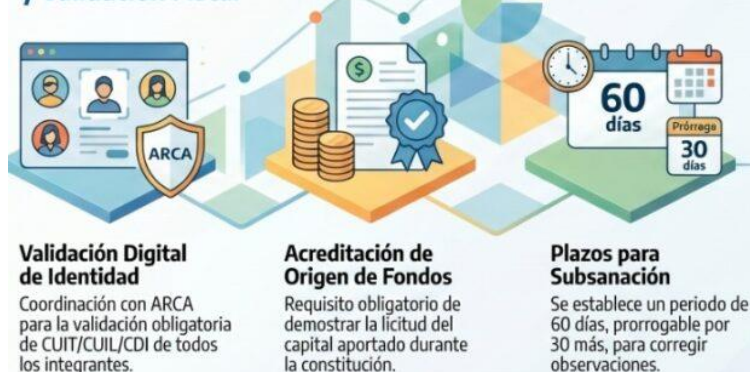 ARCA
$
60
días
Prórroga
30
días
Validación Digital
de Identidad
Coordinación con ARCA
para la validación obligatoria
de CUIT/CUIL/CDI de todos
los integrantes.
Acreditación de
Origen de Fondos
Requisito obligatorio de
demostrar la licitud del
capital aportado durante
la constitución.
Plazos para
Subsanación
Se establece un periodo de
60 días, prorrogable por
30 más, para corregir
observaciones.